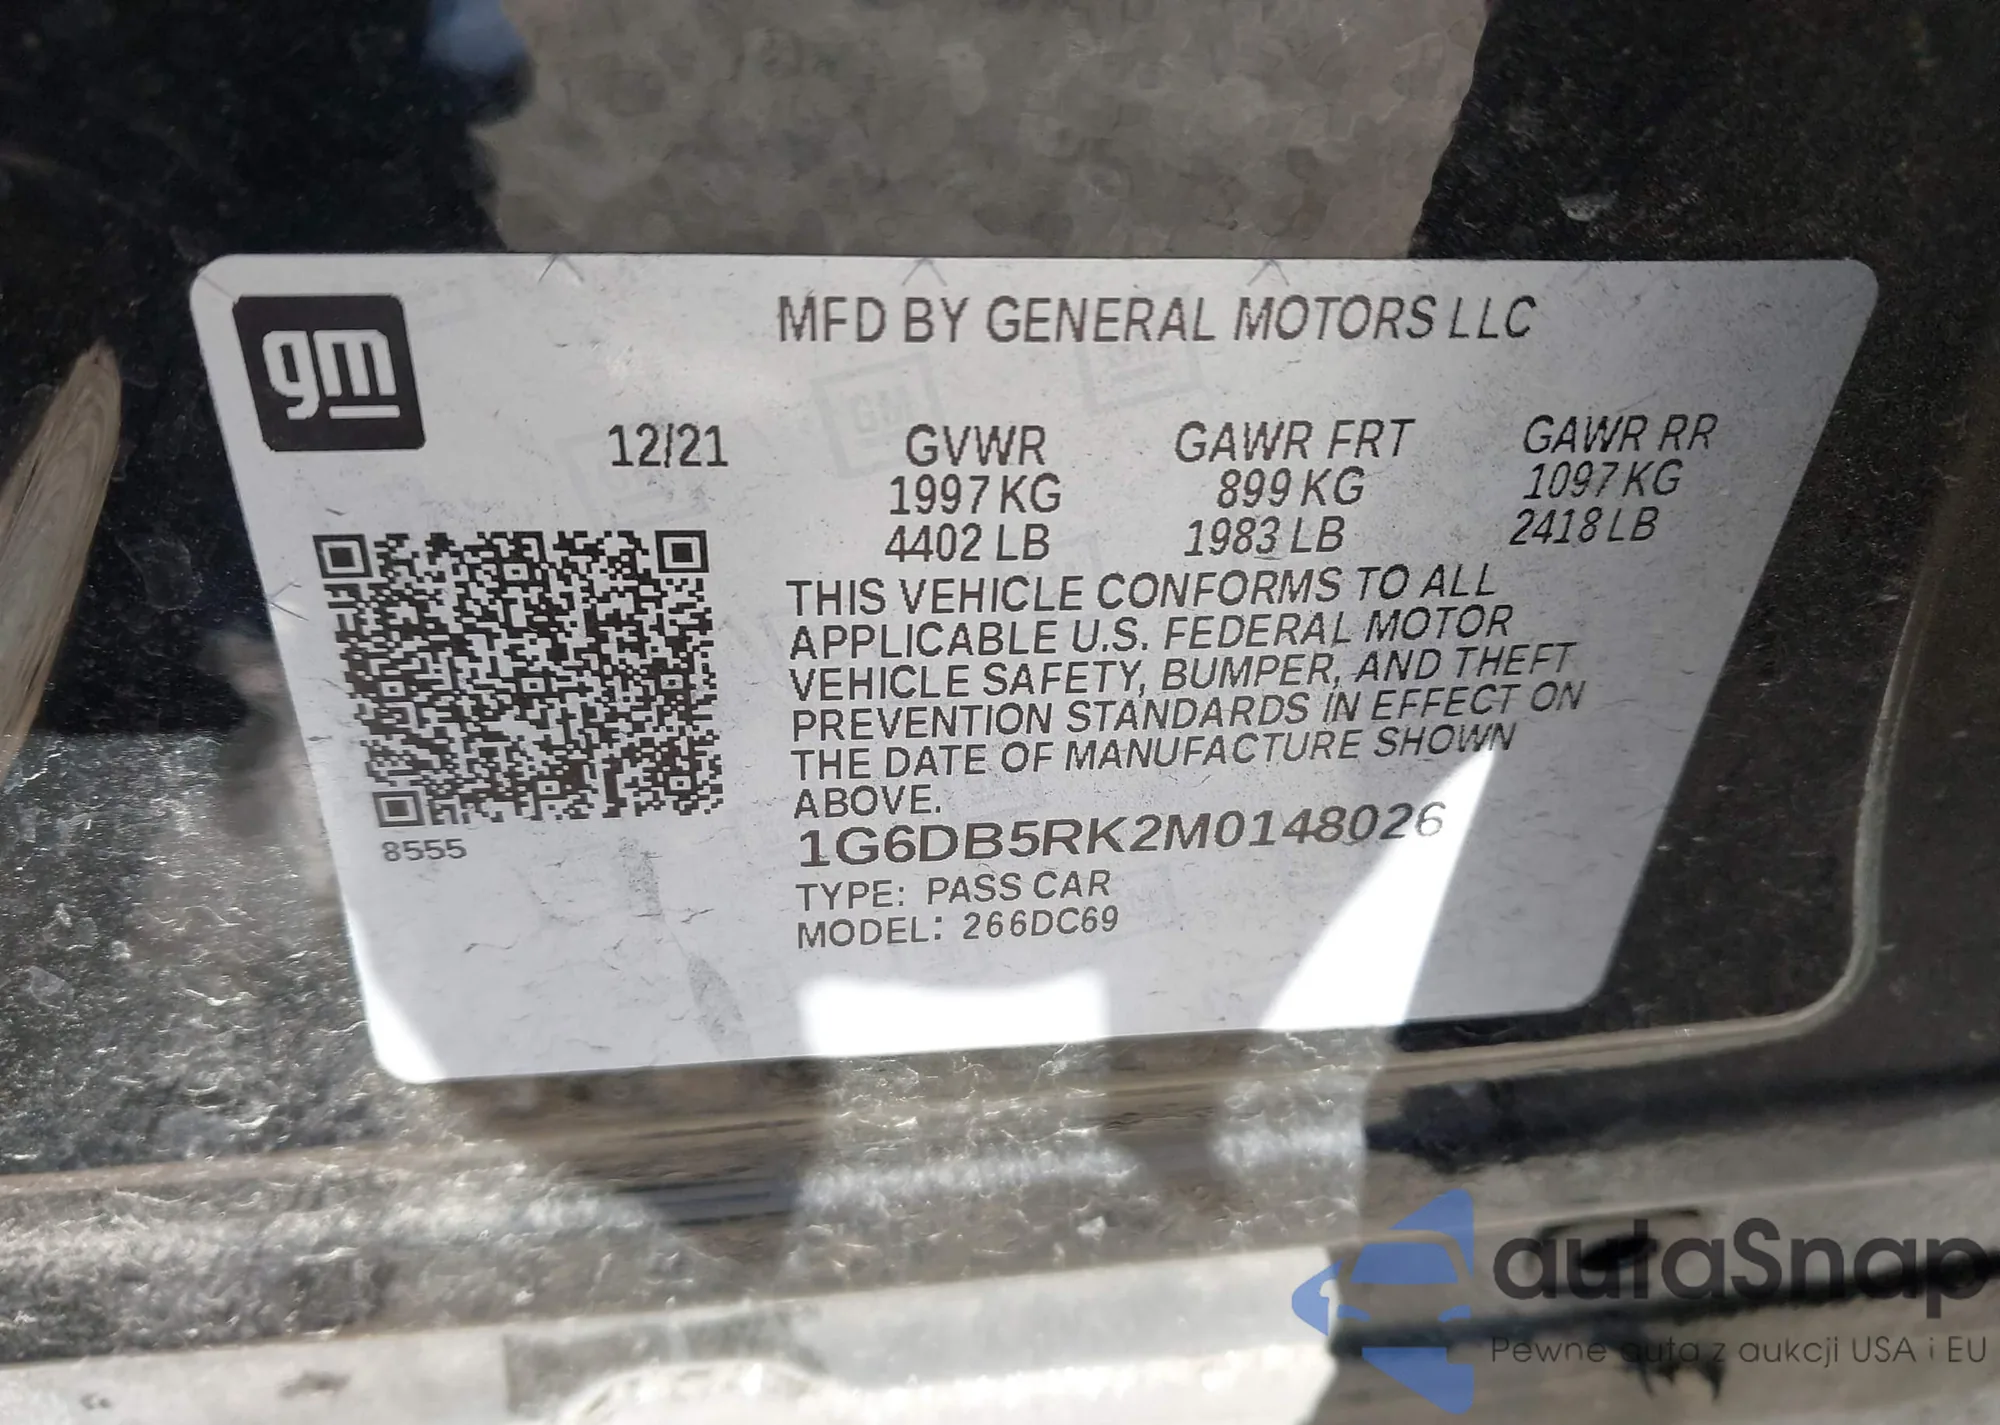 gm
MFD BY GENERAL MOTORS LLC
12/21 GVWR GAWR FRT GAWR RR
1997 KG 899 KG 1097 KG
4402 LB 1983 LB 2418 LB
THIS VEHICLE CONFORMS TO ALL
APPLICABLE U.S. FEDERAL MOTOR
VEHICLE SAFETY, BUMPER, AND THEFT
PREVENTION STANDARDS IN EFFECT ON
THE DATE OF MANUFACTURE SHOWN
ABOVE.
8555
1G6DB5RK2M0148026
TYPE: PASS CAR
MODEL: 266DC69
autaSnap
Pewne auta z aukcji USA i EU